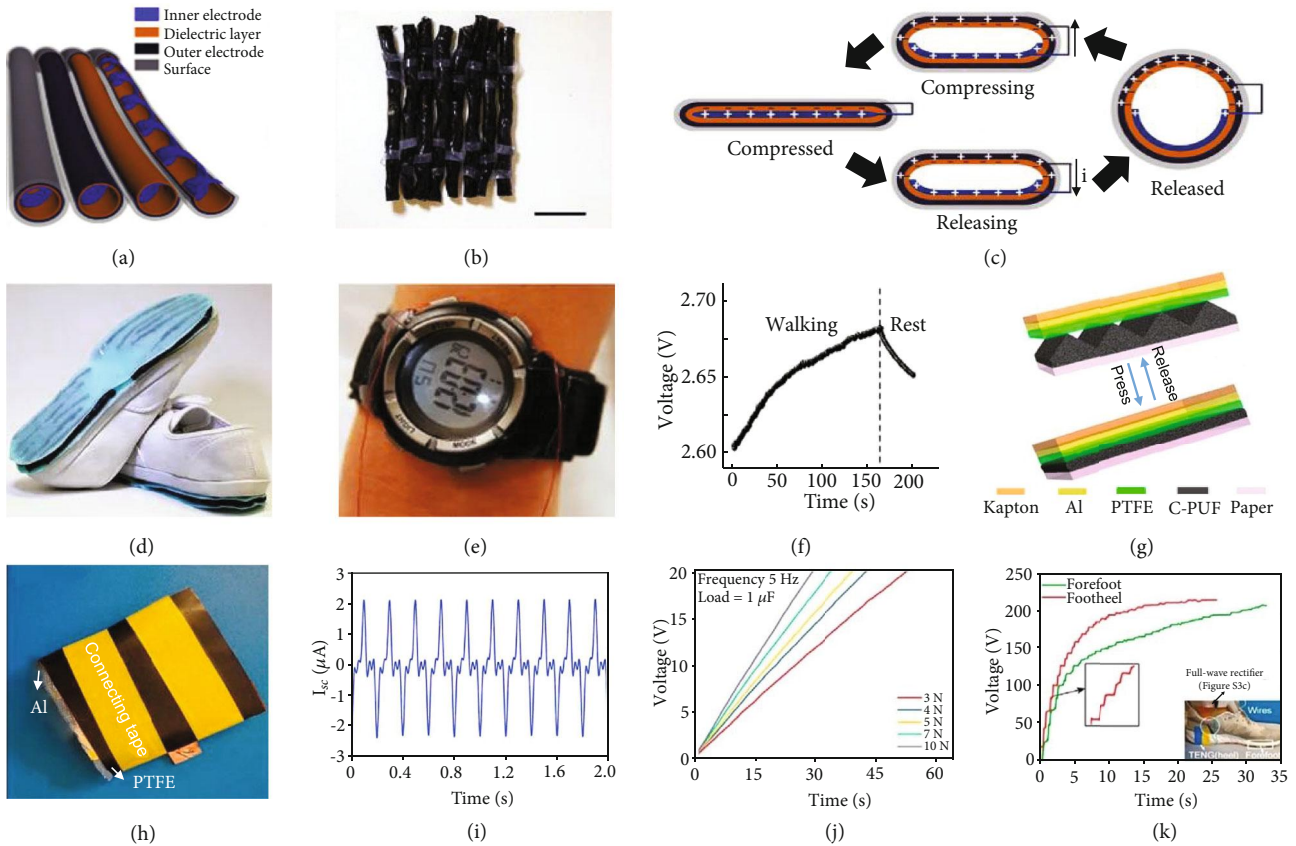 Inner electrode
Dielectric layer
Outer electrode
Surface
(a)
(b)
Compressing
Compressed
Releasing
i
Released
(c)
(d)
LIGHT
MODE
(e)
2.70
2.65
2.60
Voltage (V)
Walking
Rest
0
50
100
150
200
Time (s)
(f)
Press
Release
Kapton
Al
PTFE
C-PUF
Paper
(g)
Al
Connecting tape
PTFE
(h)
3
2
1
0
-1
-2
-3
Isc (μA)
0
0.4
0.8
1.2
1.6
2.0
Time (s)
(i)
20
15
10
5
0
Voltage (V)
Frequency 5 Hz
Load = 1 μF
3 N
4 N
5 N
7 N
10 N
15
30
45
60
Time (s)
(j)
250
200
150
100
50
0
Voltage (V)
Forefoot
Footheel
Full-wave rectifier
(Figure S3c)
Wires
TENG(heel)
0
5
10
15
20
25
30
35
Time (s)
(k)